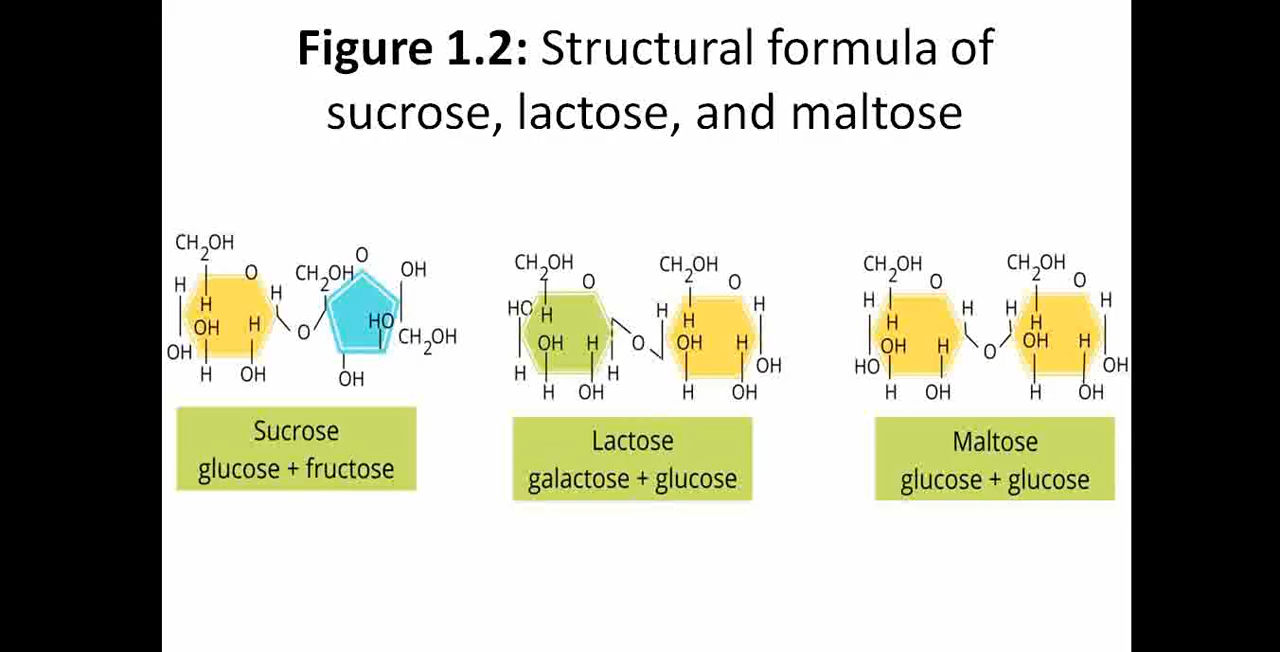 Figure 1.2: Structural formula of
sucrose, lactose, and maltose
CH2OH
O
H
H
H
OH
H
OH
H
OH
O
CH2OH
O
OH
HO
CH2OH
OH
Sucrose
glucose + fructose
CH2OH
O
HO
H
OH
H
H
H
H
OH
O
CH2OH
O
H
H
H
OH
H
OH
H
OH
Lactose
galactose + glucose
CH2OH
O
H
H
H
OH
H
HO
H
OH
O
CH2OH
O
H
H
H
OH
H
OH
H
OH
Maltose
glucose + glucose